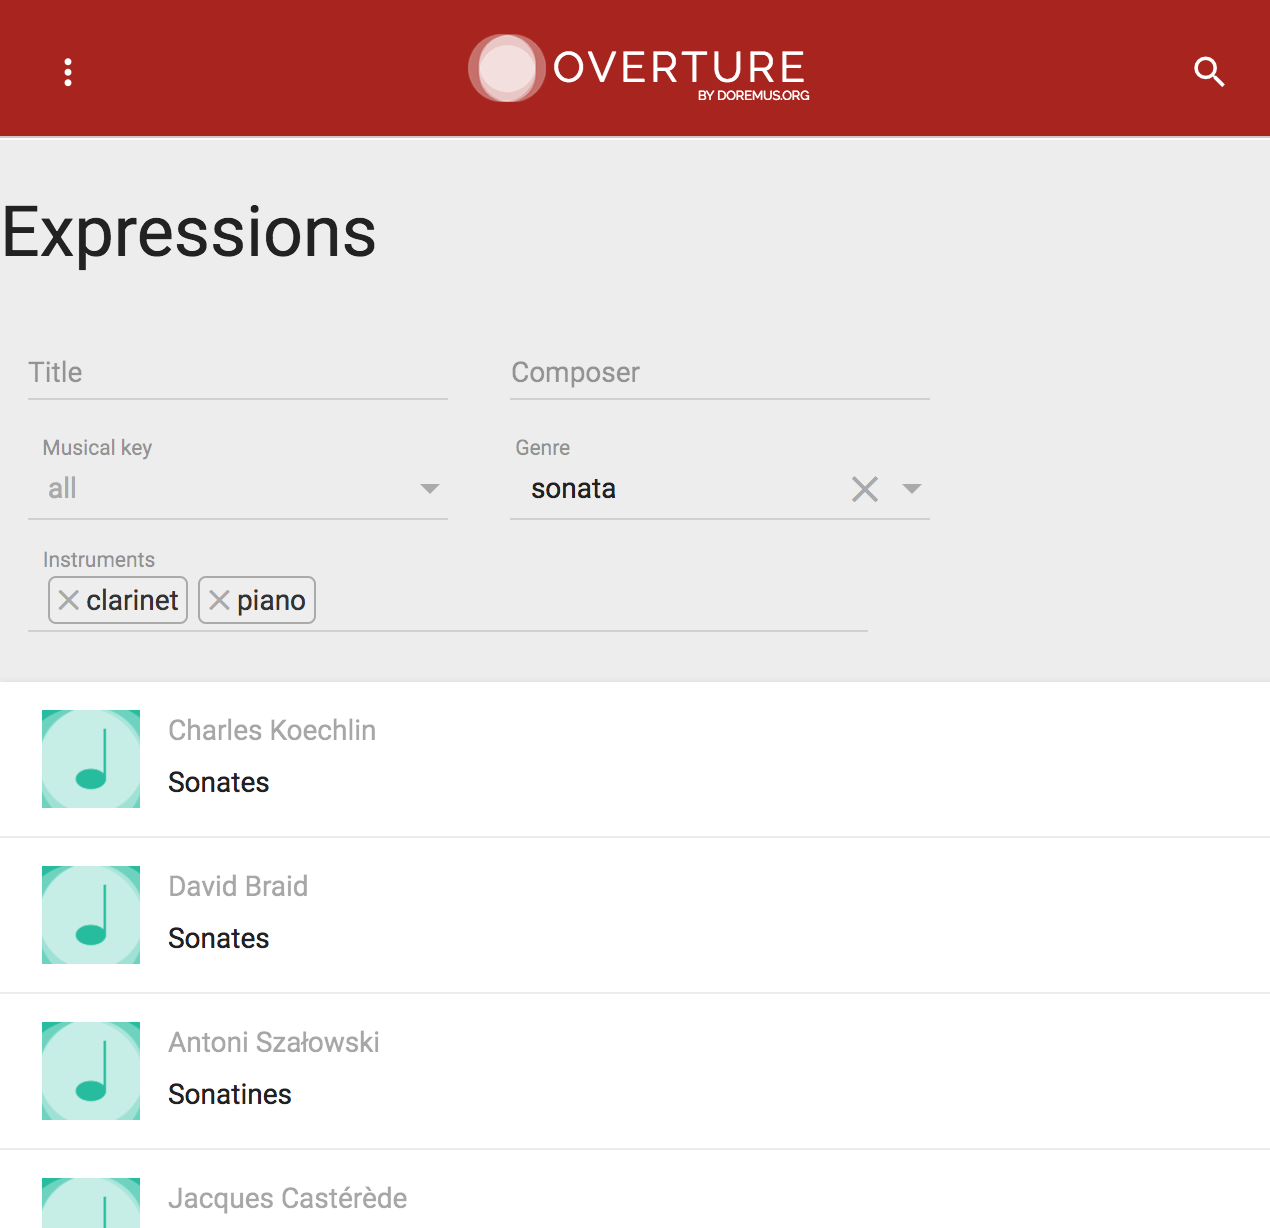 OVERTURE
BY DOREMUS.ORG
Expressions
Title
Composer
Musical key
Genre
all
sonata
Instruments
clarinet
piano
Charles Koechlin
Sonates
David Braid
Sonates
Antoni Szałowski
Sonatines
Jacques Castérède